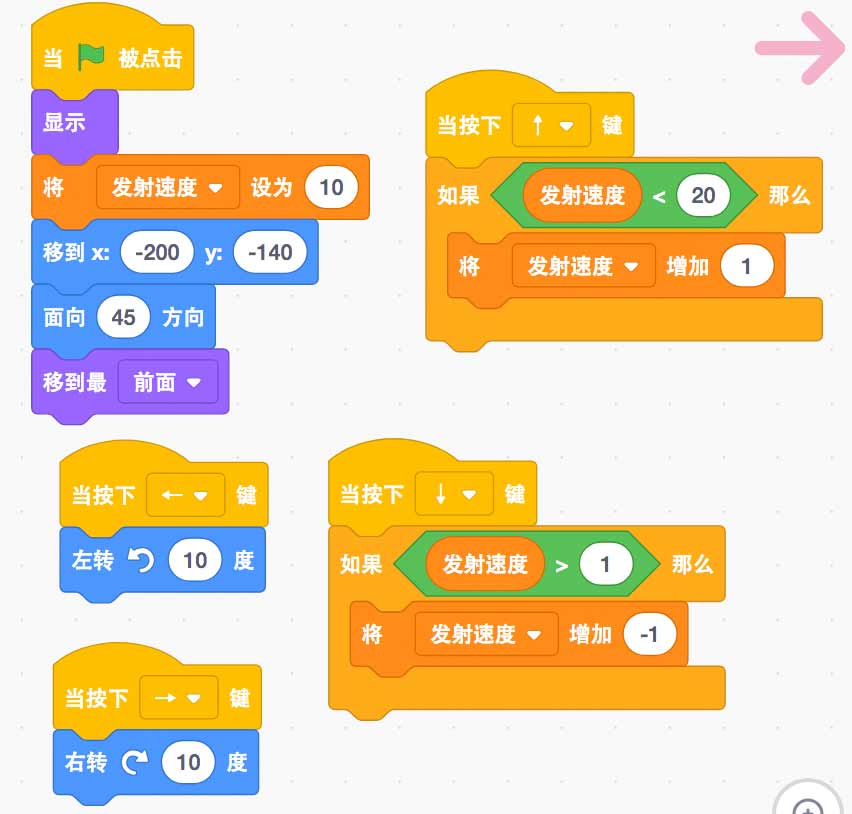 当 被点击
显示
将 发射速度 设为 10
移到 x: -200 y: -140
面向 45 方向
移到最 前面
当按下 ↑ 键
如果 发射速度 < 20 那么
将 发射速度 增加 1
当按下 ← 键
左转 10 度
当按下 → 键
右转 10 度
当按下 ↓ 键
如果 发射速度 > 1 那么
将 发射速度 增加 -1